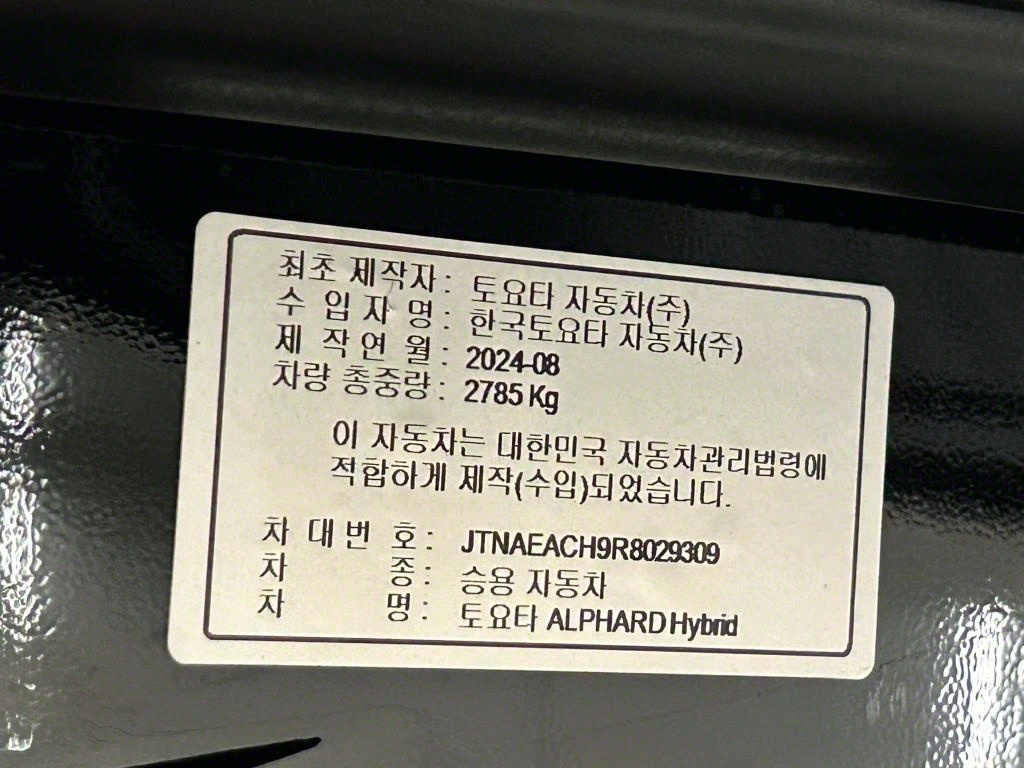 최초 제작자 : 토요타 자동차(주)
수 입 자 명 : 한국토요타 자동차(주)
제 작 연 월 : 2024-08
차량 총중량 : 2785 Kg
이 자동차는 대한민국 자동차관리법령에
적합하게 제작(수입)되었습니다.
차 대 번 호 : JTNAEACH9R8029309
차 종 : 승용 자동차
차 명 : 토요타 ALPHARD Hybrid